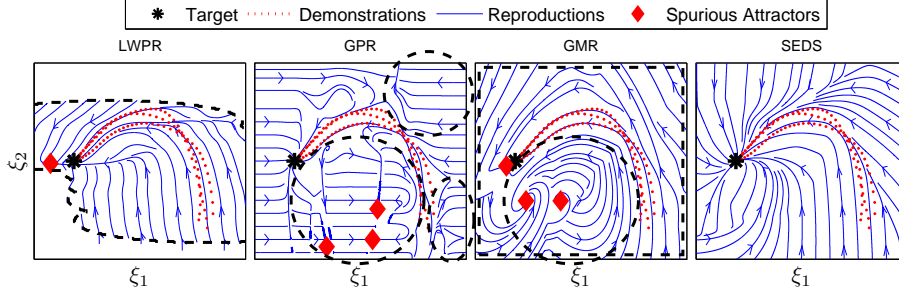 Target Demonstrations Reproductions Spurious Attractors
LWPR GPR GMR SEDS
ξ2
ξ1 ξ1 ξ1 ξ1